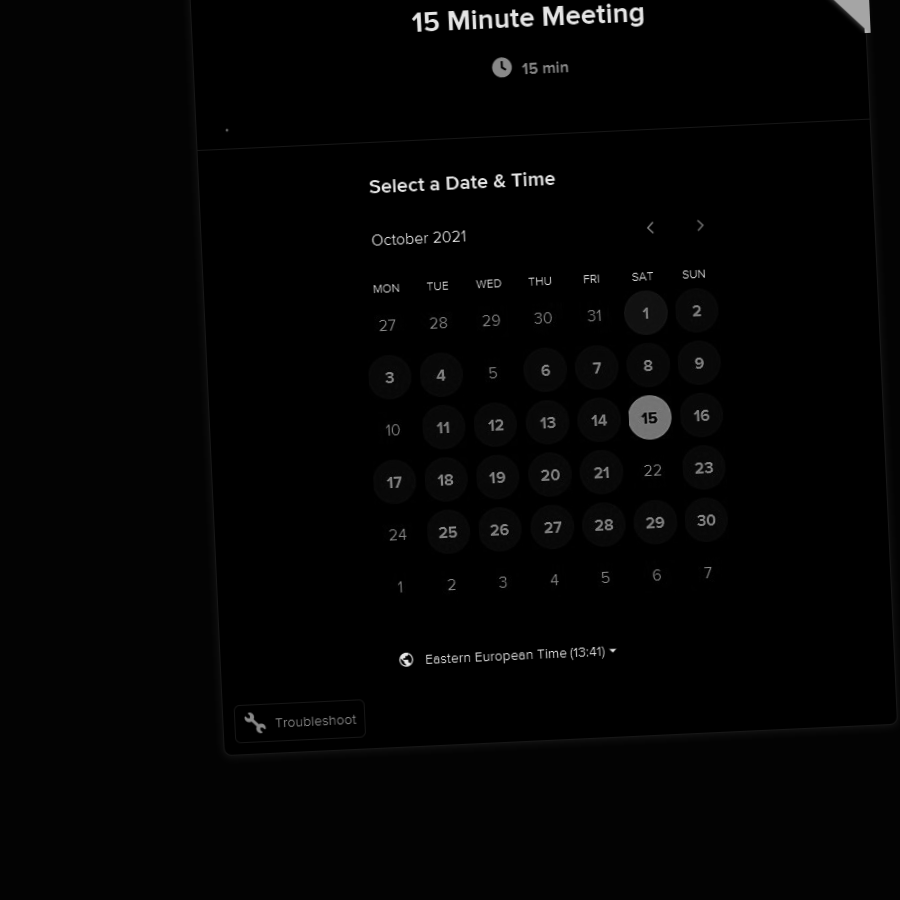 15 Minute Meeting
15 min
Select a Date & Time
October 2021
MON TUE WED THU FRI SAT SUN
27 28 29 30 31 1 2
3 4 5 6 7 8 9
10 11 12 13 14 15 16
17 18 19 20 21 22 23
24 25 26 27 28 29 30
1 2 3 4 5 6 7
Eastern European Time (13:41)
Troubleshoot